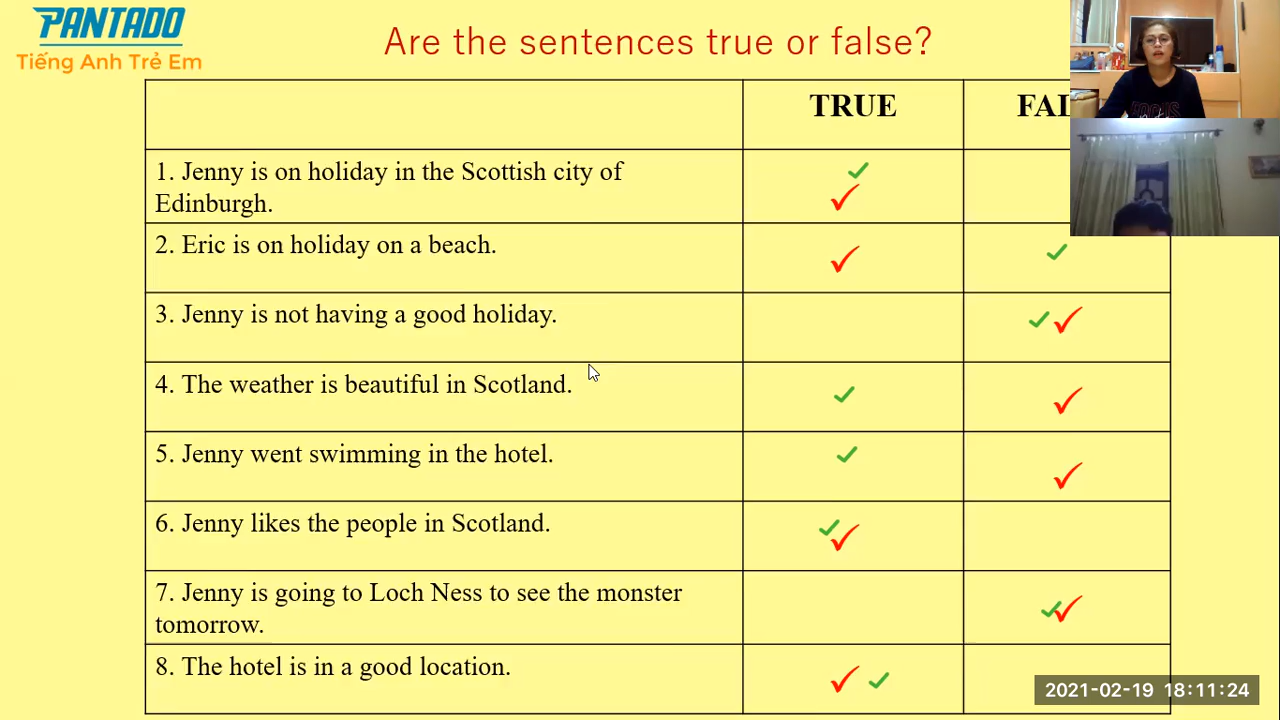 PANTADO
Tiếng Anh Trẻ Em
Are the sentences true or false?
TRUE
1. Jenny is on holiday in the Scottish city of
Edinburgh.
2. Eric is on holiday on a beach.
3. Jenny is not having a good holiday.
4. The weather is beautiful in Scotland.
5. Jenny went swimming in the hotel.
6. Jenny likes the people in Scotland.
7. Jenny is going to Loch Ness to see the monster
tomorrow.
8. The hotel is in a good location.
2021-02-19 18:11:24